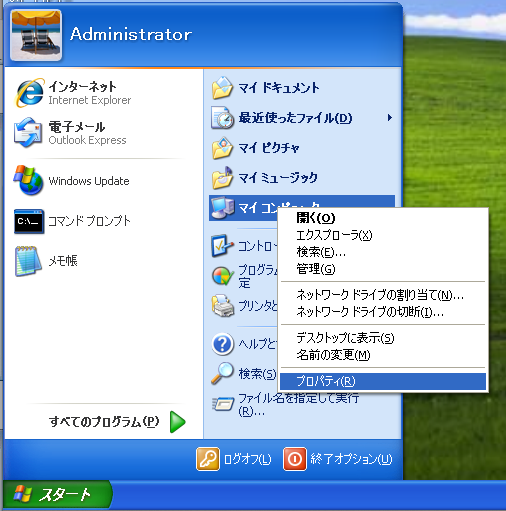 Administrator
インターネット
Internet Explorer
電子メール
Outlook Express
Windows Update
コマンド プロンプト
メモ帳
すべてのプログラム(P)
マイ ドキュメント
最近使ったファイル(D)
マイ ピクチャ
マイ ミュージック
マイ コンピュータ
コントロー
プログラム
定
プリンタと
ヘルプと
検索(S)
ファイル名を指定して実行
(R)...
開く(O)
エクスプローラ(X)
検索(E)...
管理(G)
ネットワーク ドライブの割り当て(N)...
ネットワーク ドライブの切断(I)...
デスクトップに表示(S)
名前の変更(M)
プロパティ(R)
ログオフ(L)
終了オプション(U)
スタート